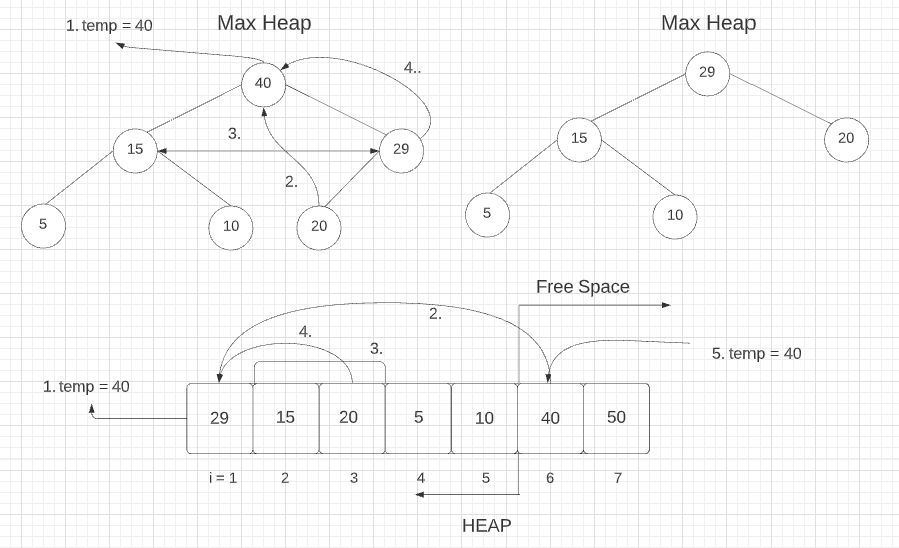 1. temp = 40
Max Heap
Max Heap
40
4..
29
3.
15
29
15
20
2.
5
10
20
5
10
Free Space
2.
4.
3.
5. temp = 40
1. temp = 40
29 15 20 5 10 40 50
i = 1 2 3 4 5 6 7
HEAP